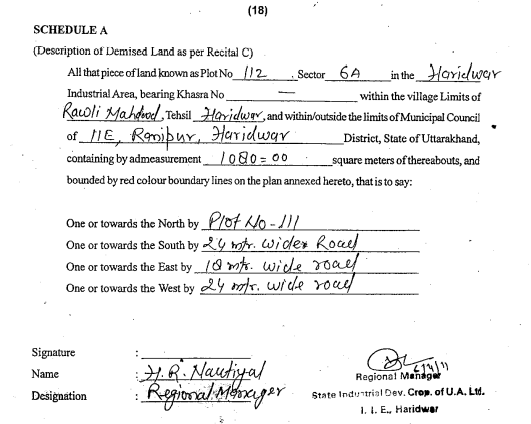 (18)
SCHEDULE A
(Description of Demised Land as per Recital C)
All that piece of land known as Plot No 112 . Sector 6A in the Haridwar
Industrial Area, bearing Khasra No — within the village Limits of
Rawli Mahdood, Tehsil Haridwar, and within/outside the limits of Municipal Council
of IIE, Ranipur, Haridwar District, State of Uttarakhand,
containing by admeasurement 1080=00 square meters of thereabouts, and
bounded by red colour boundary lines on the plan annexed hereto, that is to say:
One or towards the North by Plot No-111
One or towards the South by 24 mtr. wider Road
One or towards the East by 18 mtr. wide road
One or towards the West by 24 mtr. wide road
Signature :
Name : H.R. Nautiyal
Designation : Regional Manager
Regional Manager
State Industrial Dev. Crop. of U.A. Ltd.
I. I. E., Haridwar